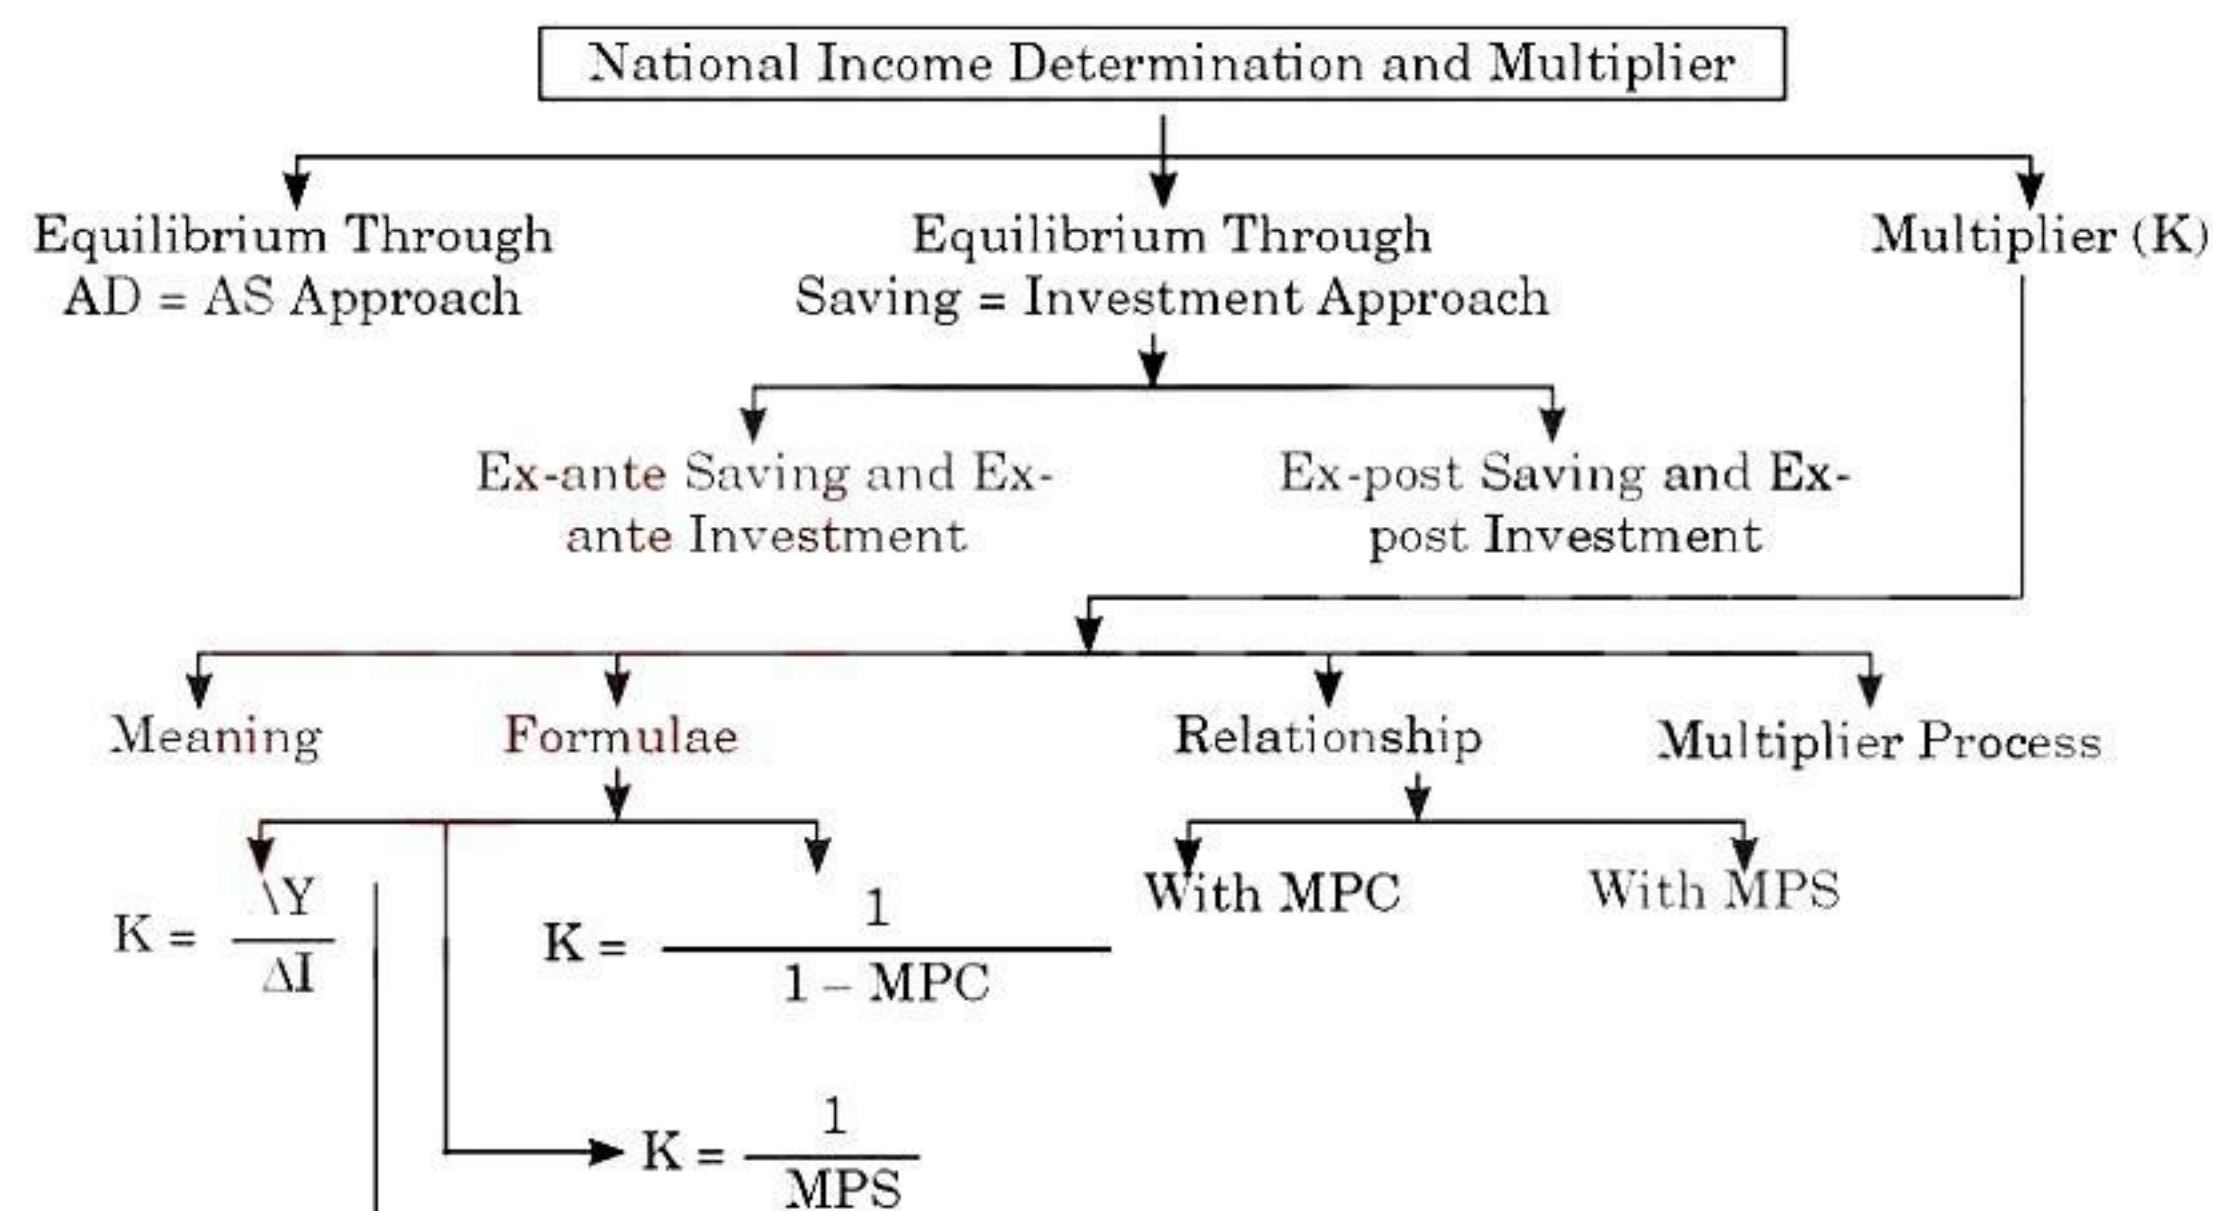 National Income Determination and Multiplier
Equilibrium Through
AD = AS Approach
Equilibrium Through
Saving = Investment Approach
Multiplier (K)
Ex-ante Saving and Ex-
ante Investment
Ex-post Saving and Ex-
post Investment
Meaning
Formulae
Relationship
Multiplier Process
K = ΔY / ΔI
K = 1 / 1 – MPC
K = 1 / MPS
With MPC
With MPS